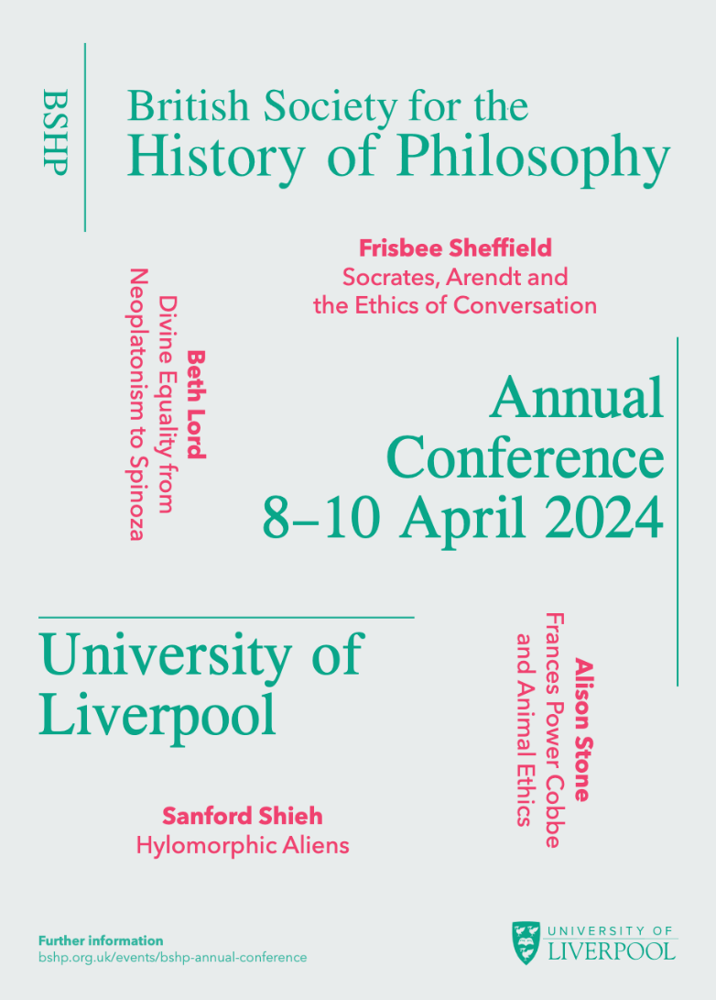 BSHP
British Society for the
History of Philosophy
Frisbee Sheffield
Socrates, Arendt and
the Ethics of Conversation
Beth Lord
Divine Equality from
Neoplatonism to Spinoza
Annual
Conference
8–10 April 2024
University of
Liverpool
Alison Stone
Frances Power Cobbe
and Animal Ethics
Sanford Shieh
Hylomorphic Aliens
Further information
bshp.org.uk/events/bshp-annual-conference
UNIVERSITY OF
LIVERPOOL